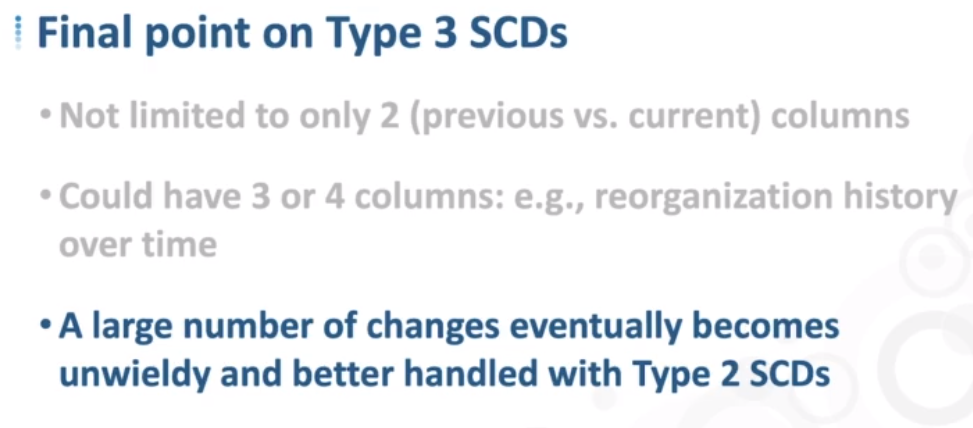 Final point on Type 3 SCDs
• Not limited to only 2 (previous vs. current) columns
• Could have 3 or 4 columns: e.g., reorganization history
over time
• A large number of changes eventually becomes
unwieldy and better handled with Type 2 SCDs